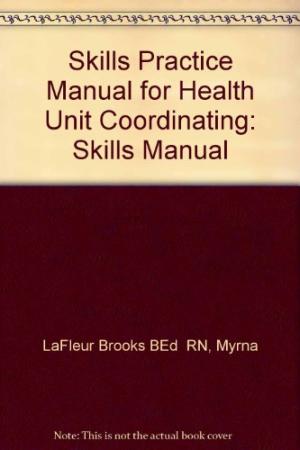 Skills Practice
Manual for Health
Unit Coordinating:
Skills Manual
LaFleur Brooks BEd  RN, Myrna
Note: This is not the actual book cover